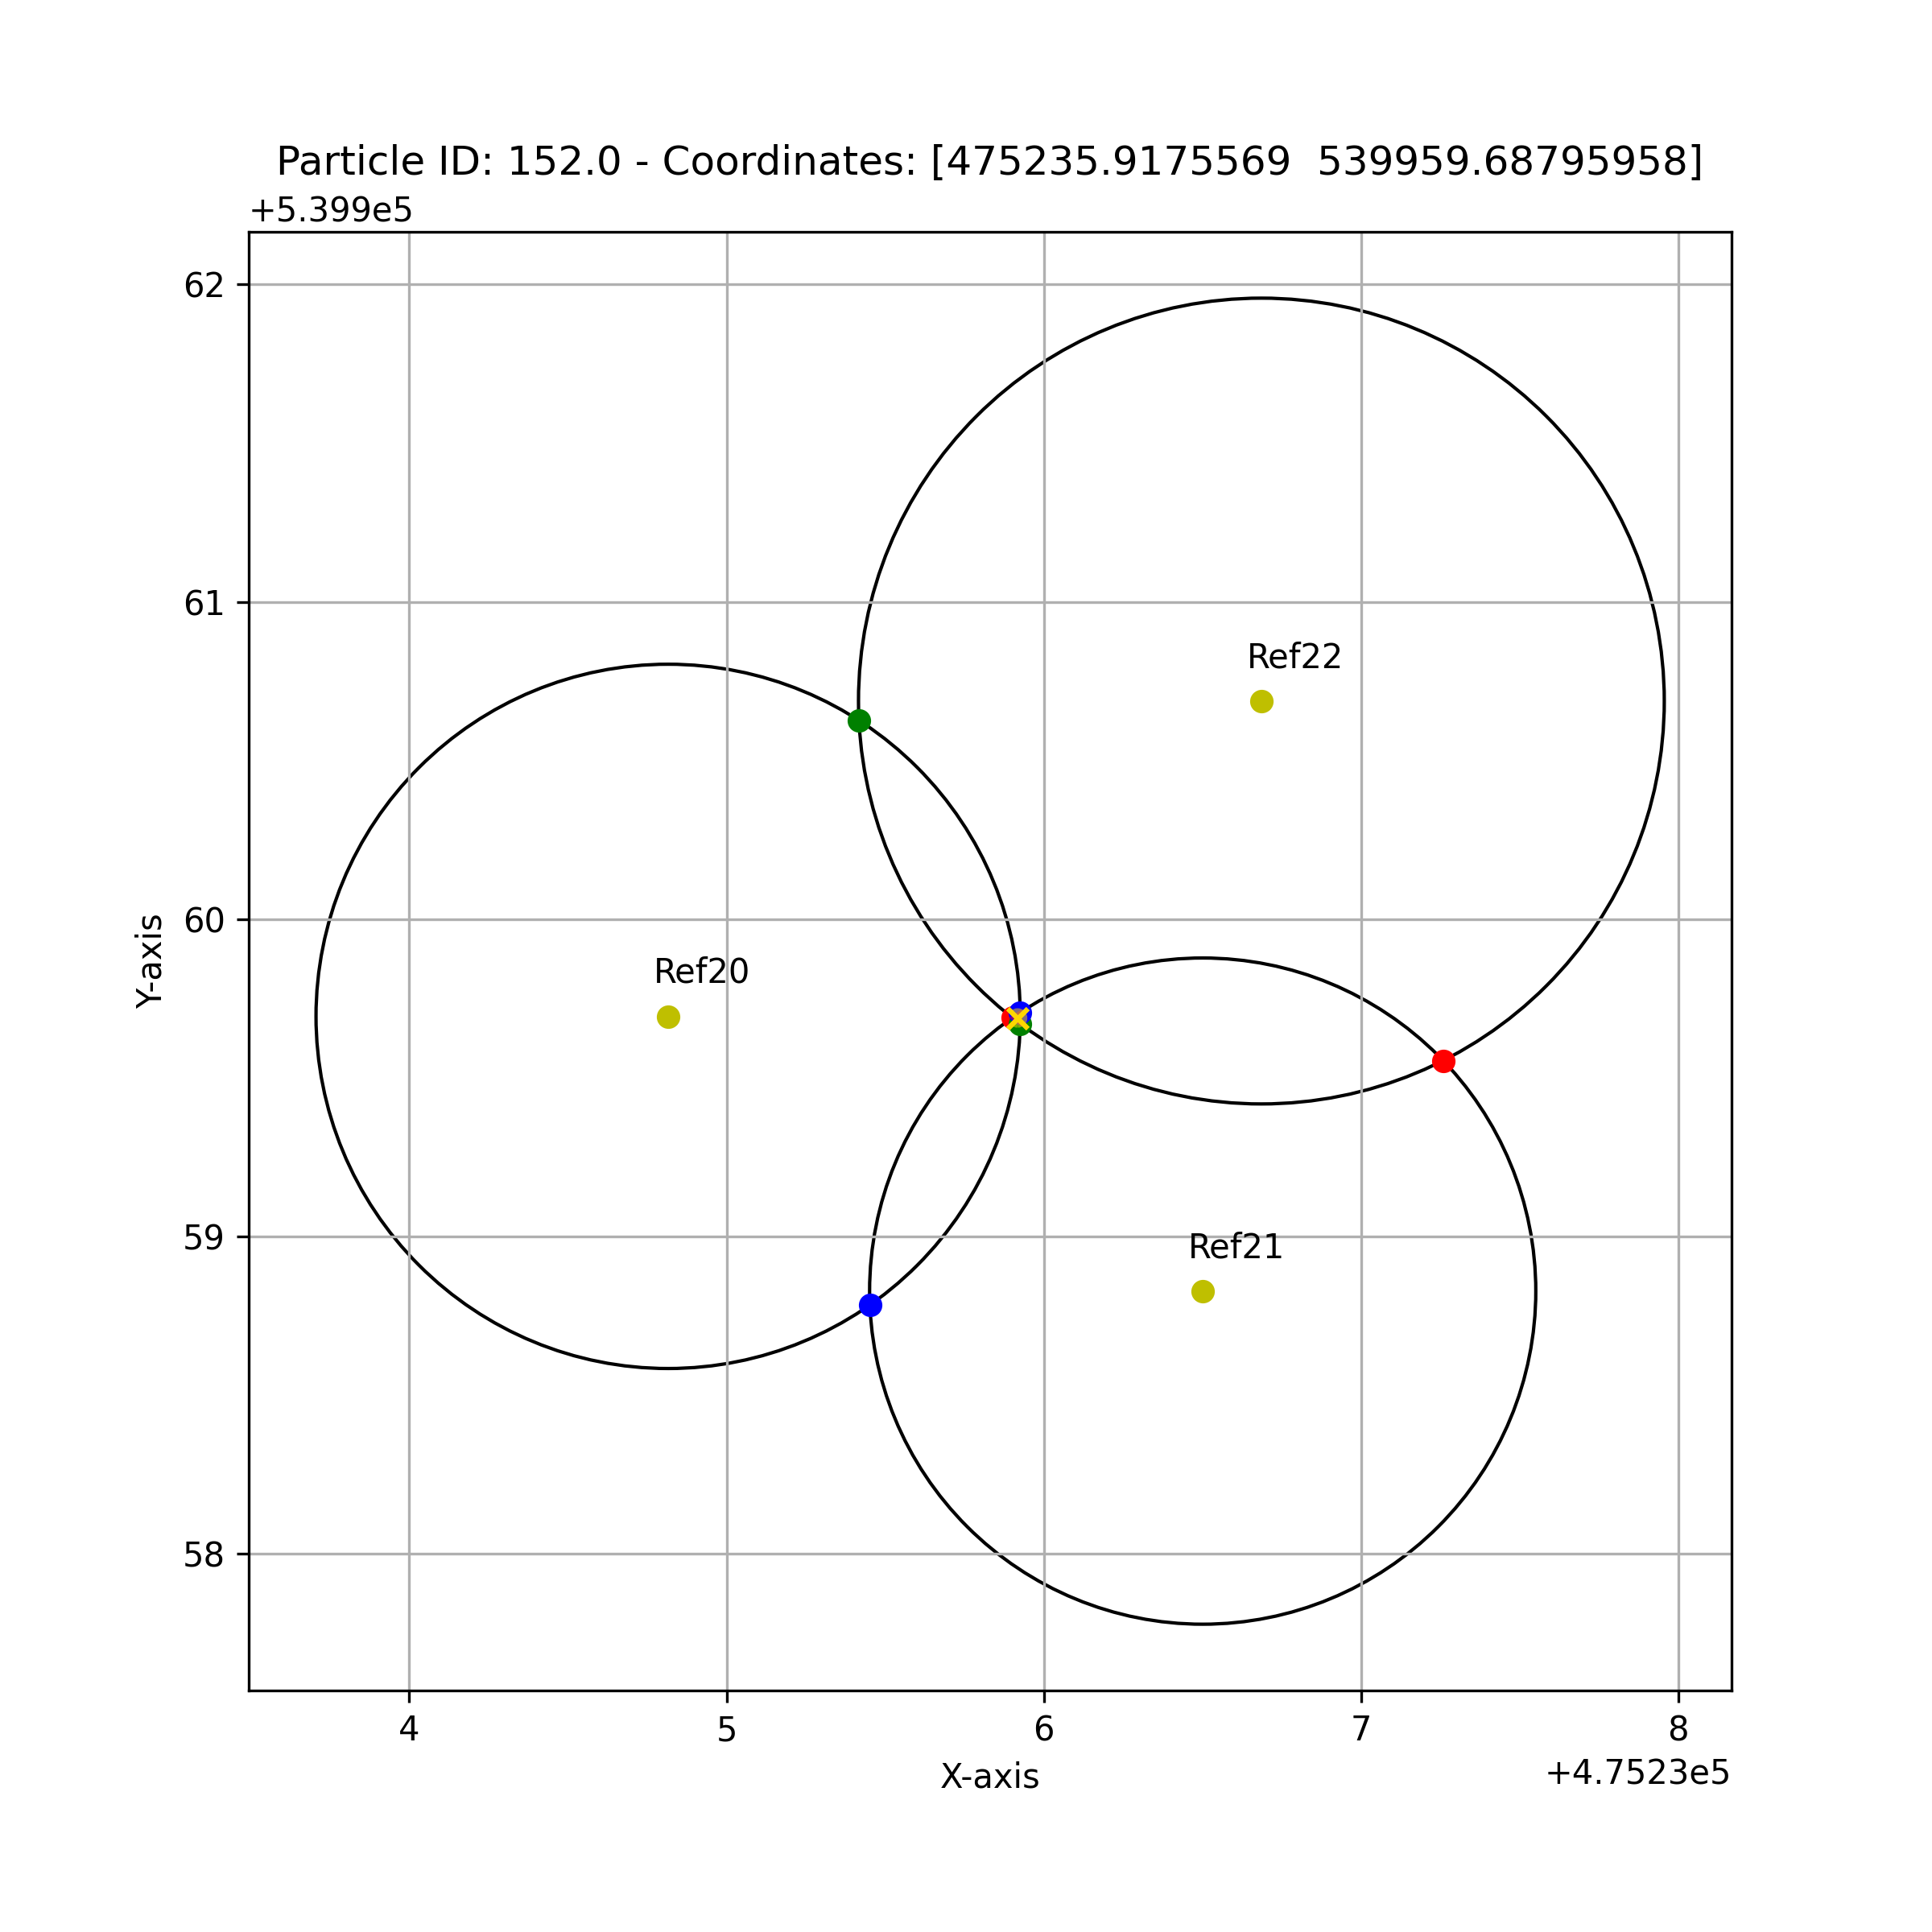 Particle ID: 152.0 - Coordinates: [475235.9175569  539959.68795958]
+5.399e5
62
61
60
59
58
Y-axis
Ref22
Ref20
Ref21
4 5 6 7 8
X-axis
+4.7523e5